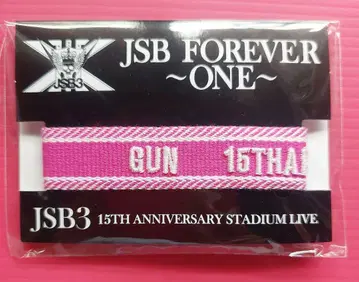 JSB3
JSB FOREVER
~ONE~
GUN 15THA
JSB3 15TH ANNIVERSARY STADIUM LIVE